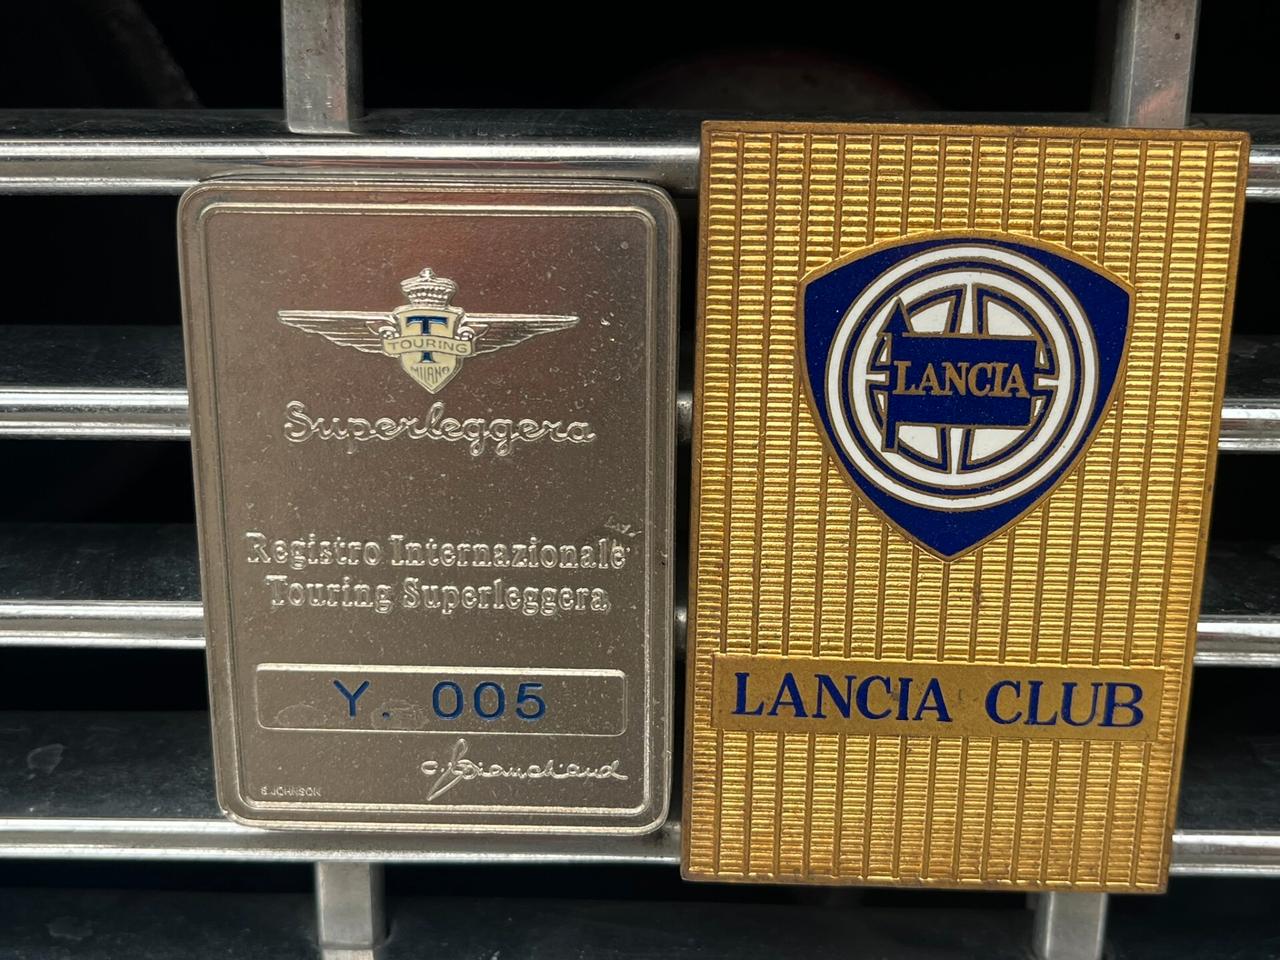 T
TOURING
MILANO
Superleggera
Registro Internazionale
Touring Superleggera
Y. 005
S. JOHNSON
LANCIA
LANCIA CLUB